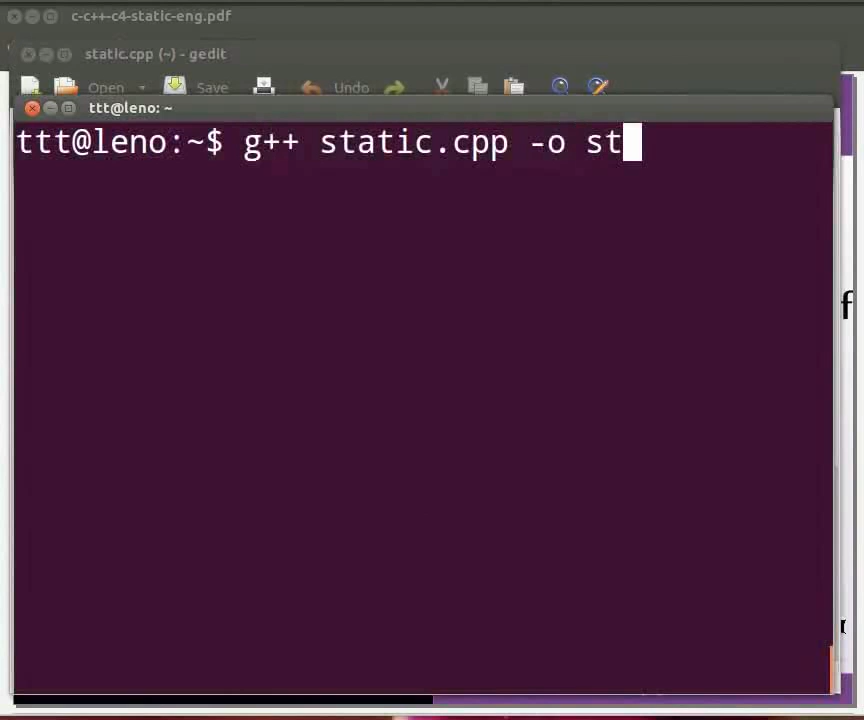 c-c++-c4-static-eng.pdf
static.cpp (~) - gedit
Open Save Undo
ttt@leno: ~
ttt@leno:~$ g++ static.cpp -o st
f